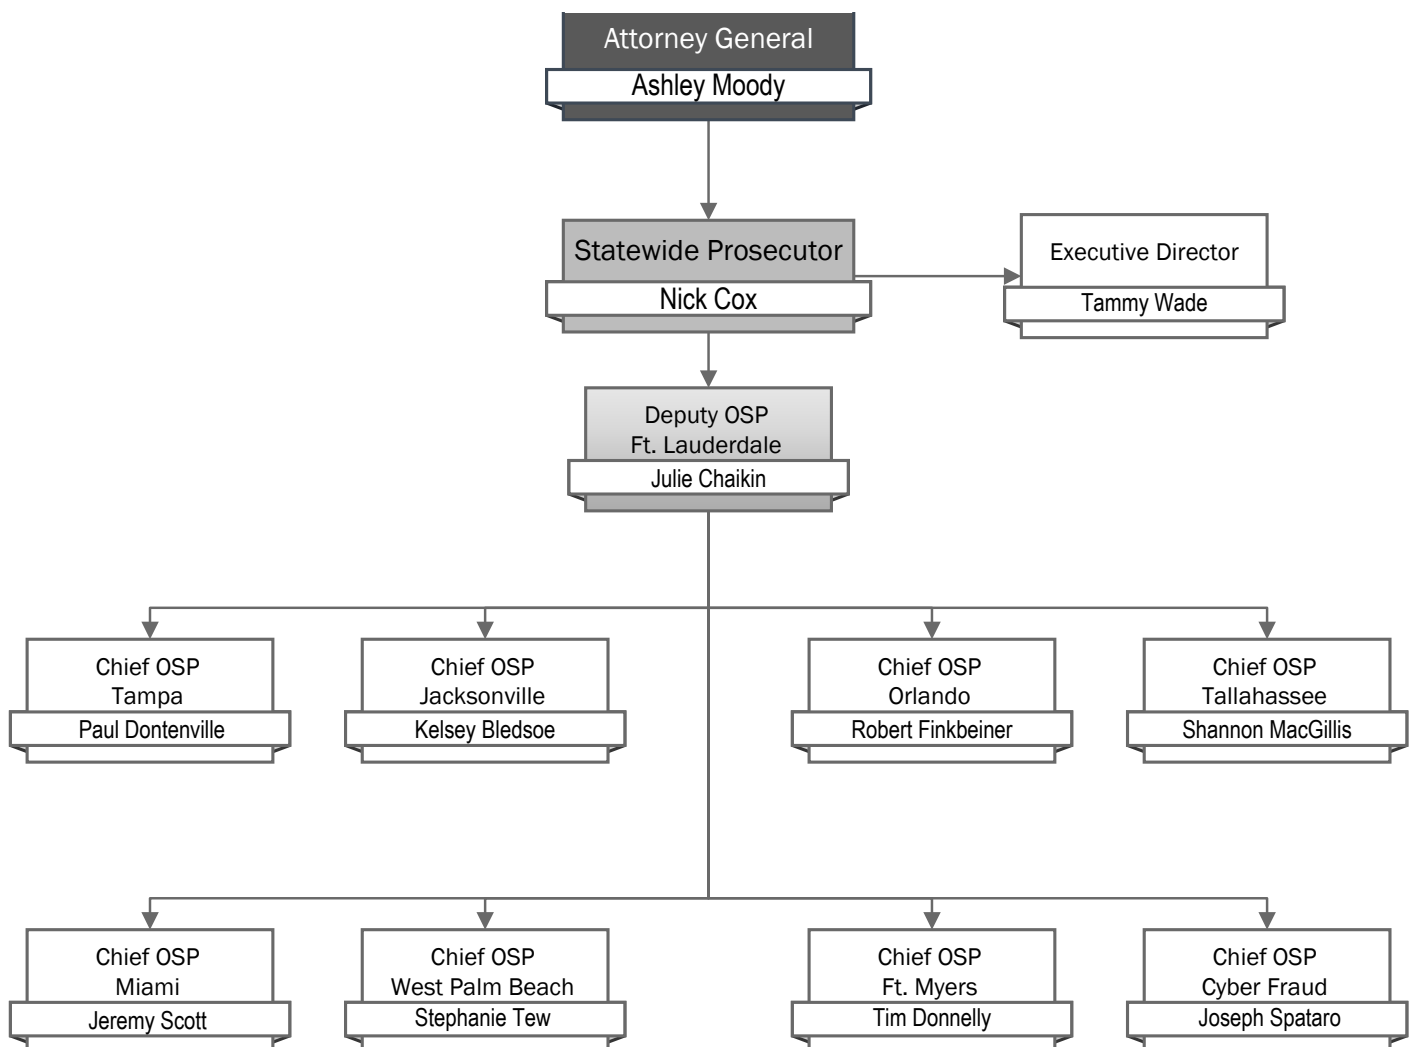 Attorney General
Ashley Moody
Statewide Prosecutor
Nick Cox
Executive Director
Tammy Wade
Deputy OSP
Ft. Lauderdale
Julie Chaikin
Chief OSP
Tampa
Paul Dontenville
Chief OSP
Jacksonville
Kelsey Bledsoe
Chief OSP
Orlando
Robert Finkbeiner
Chief OSP
Tallahassee
Shannon MacGillis
Chief OSP
Miami
Jeremy Scott
Chief OSP
West Palm Beach
Stephanie Tew
Chief OSP
Ft. Myers
Tim Donnelly
Chief OSP
Cyber Fraud
Joseph Spataro